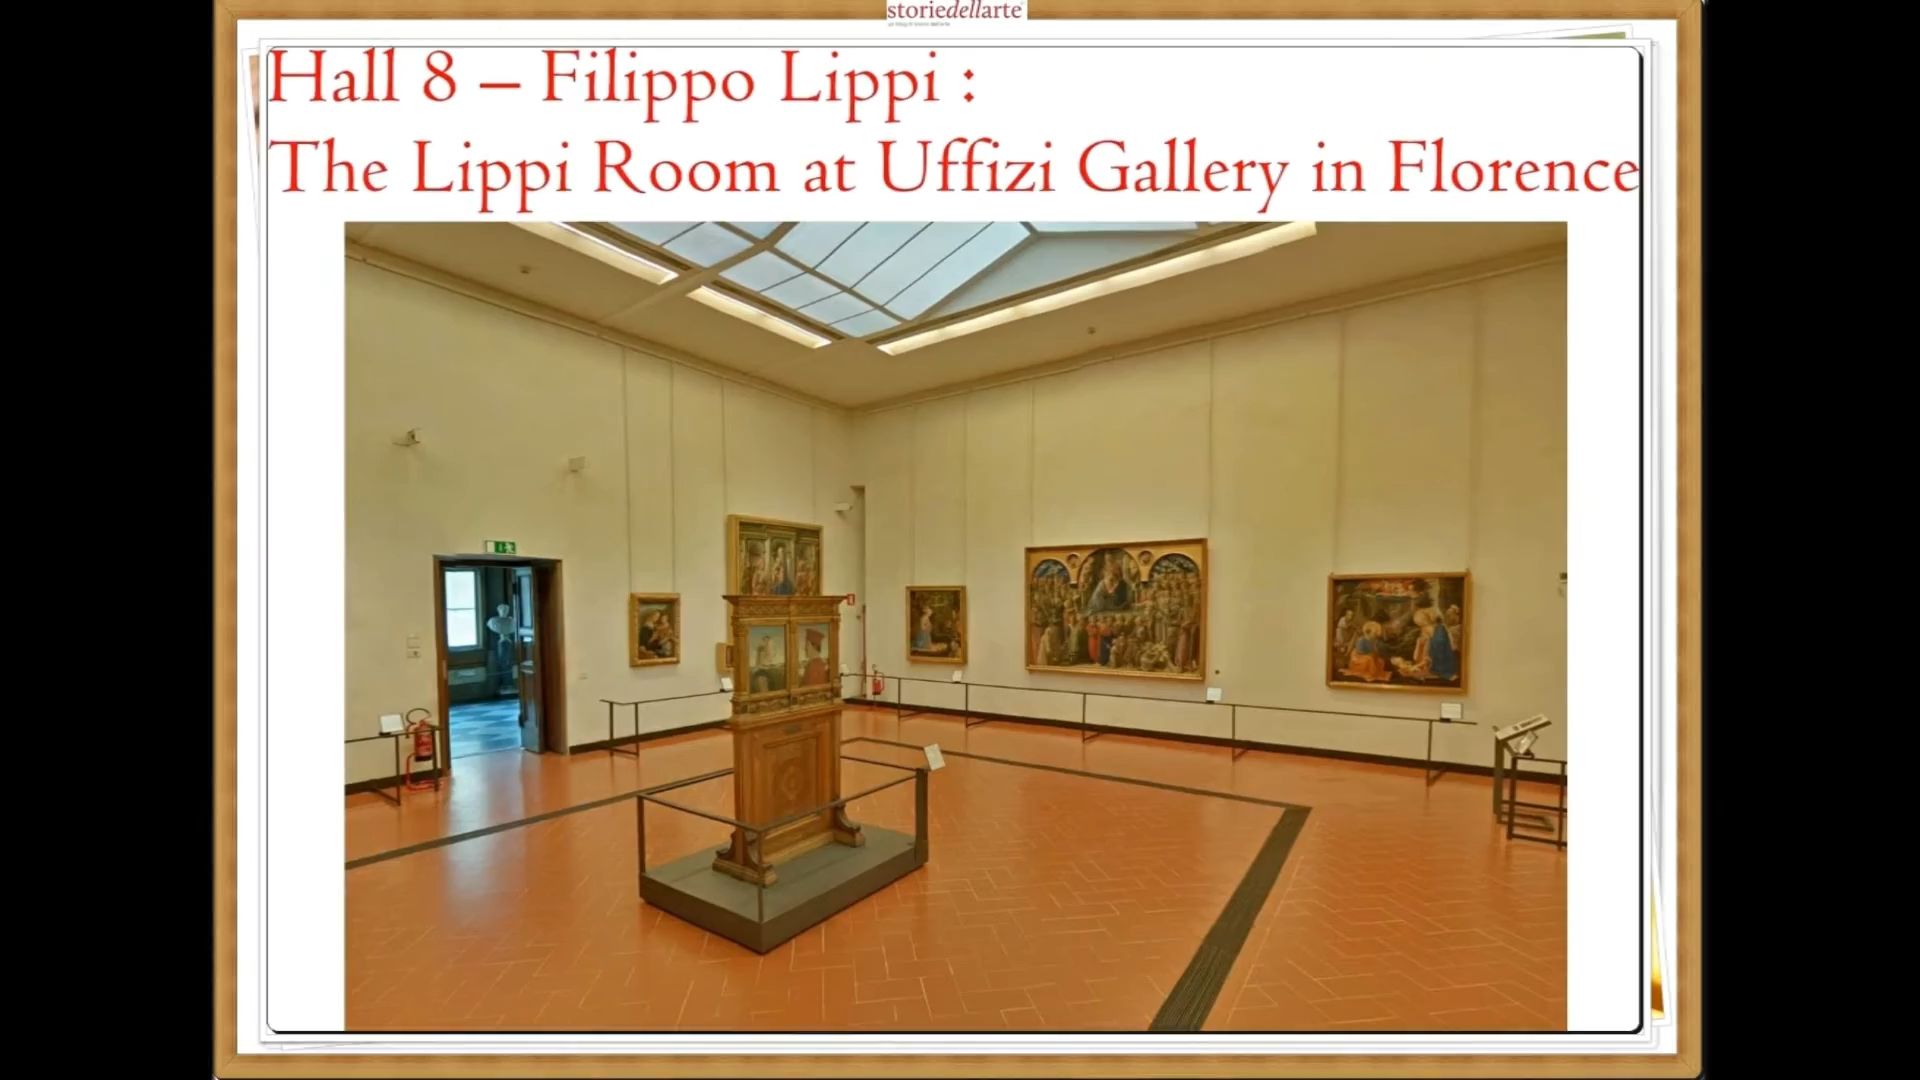 storiedellarte
Hall 8 – Filippo Lippi :
The Lippi Room at Uffizi Gallery in Florence